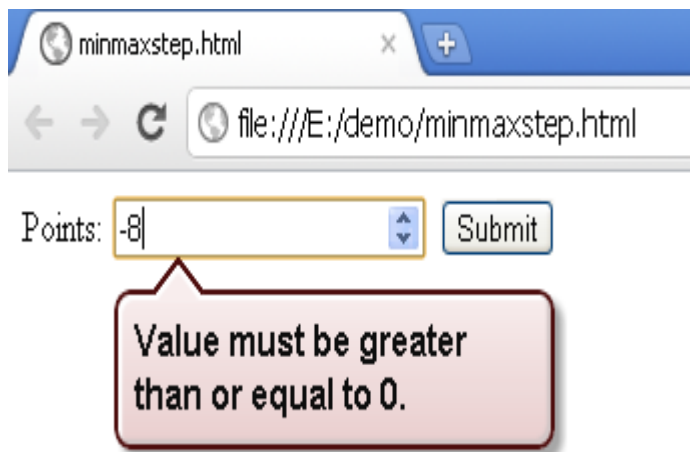 minmaxstep.html
file:///E:/demo/minmaxstep.html
Points: -8 Submit
Value must be greater
than or equal to 0.